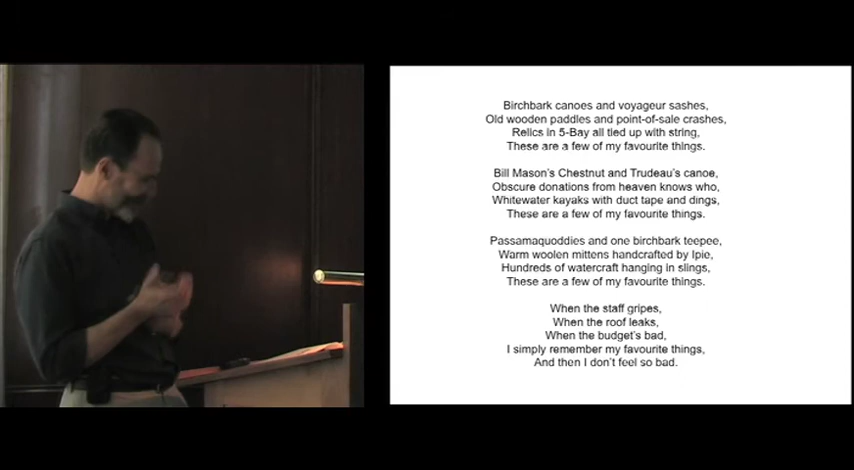 Birchbark canoes and voyageur sashes,
Old wooden paddles and point-of-sale crashes,
Relics in 5-Bay all tied up with string,
These are a few of my favourite things.
Bill Mason's Chestnut and Trudeau's canoe,
Obscure donations from heaven knows who,
Whitewater kayaks with duct tape and dings,
These are a few of my favourite things.
Passamaquoddies and one birchbark teepee,
Warm woolen mittens handcrafted by Ipie,
Hundreds of watercraft hanging in slings,
These are a few of my favourite things.
When the staff gripes,
When the roof leaks,
When the budget's bad,
I simply remember my favourite things,
And then I don't feel so bad.